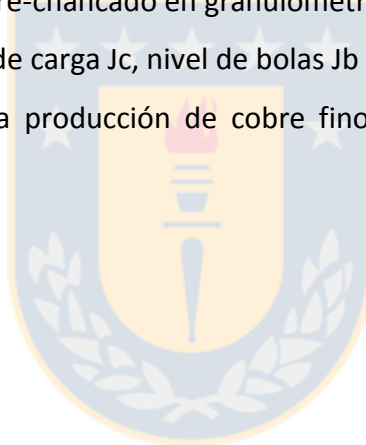 re-chancado en granulometr
de carga Jc, nivel de bolas Jb
a producción de cobre fino